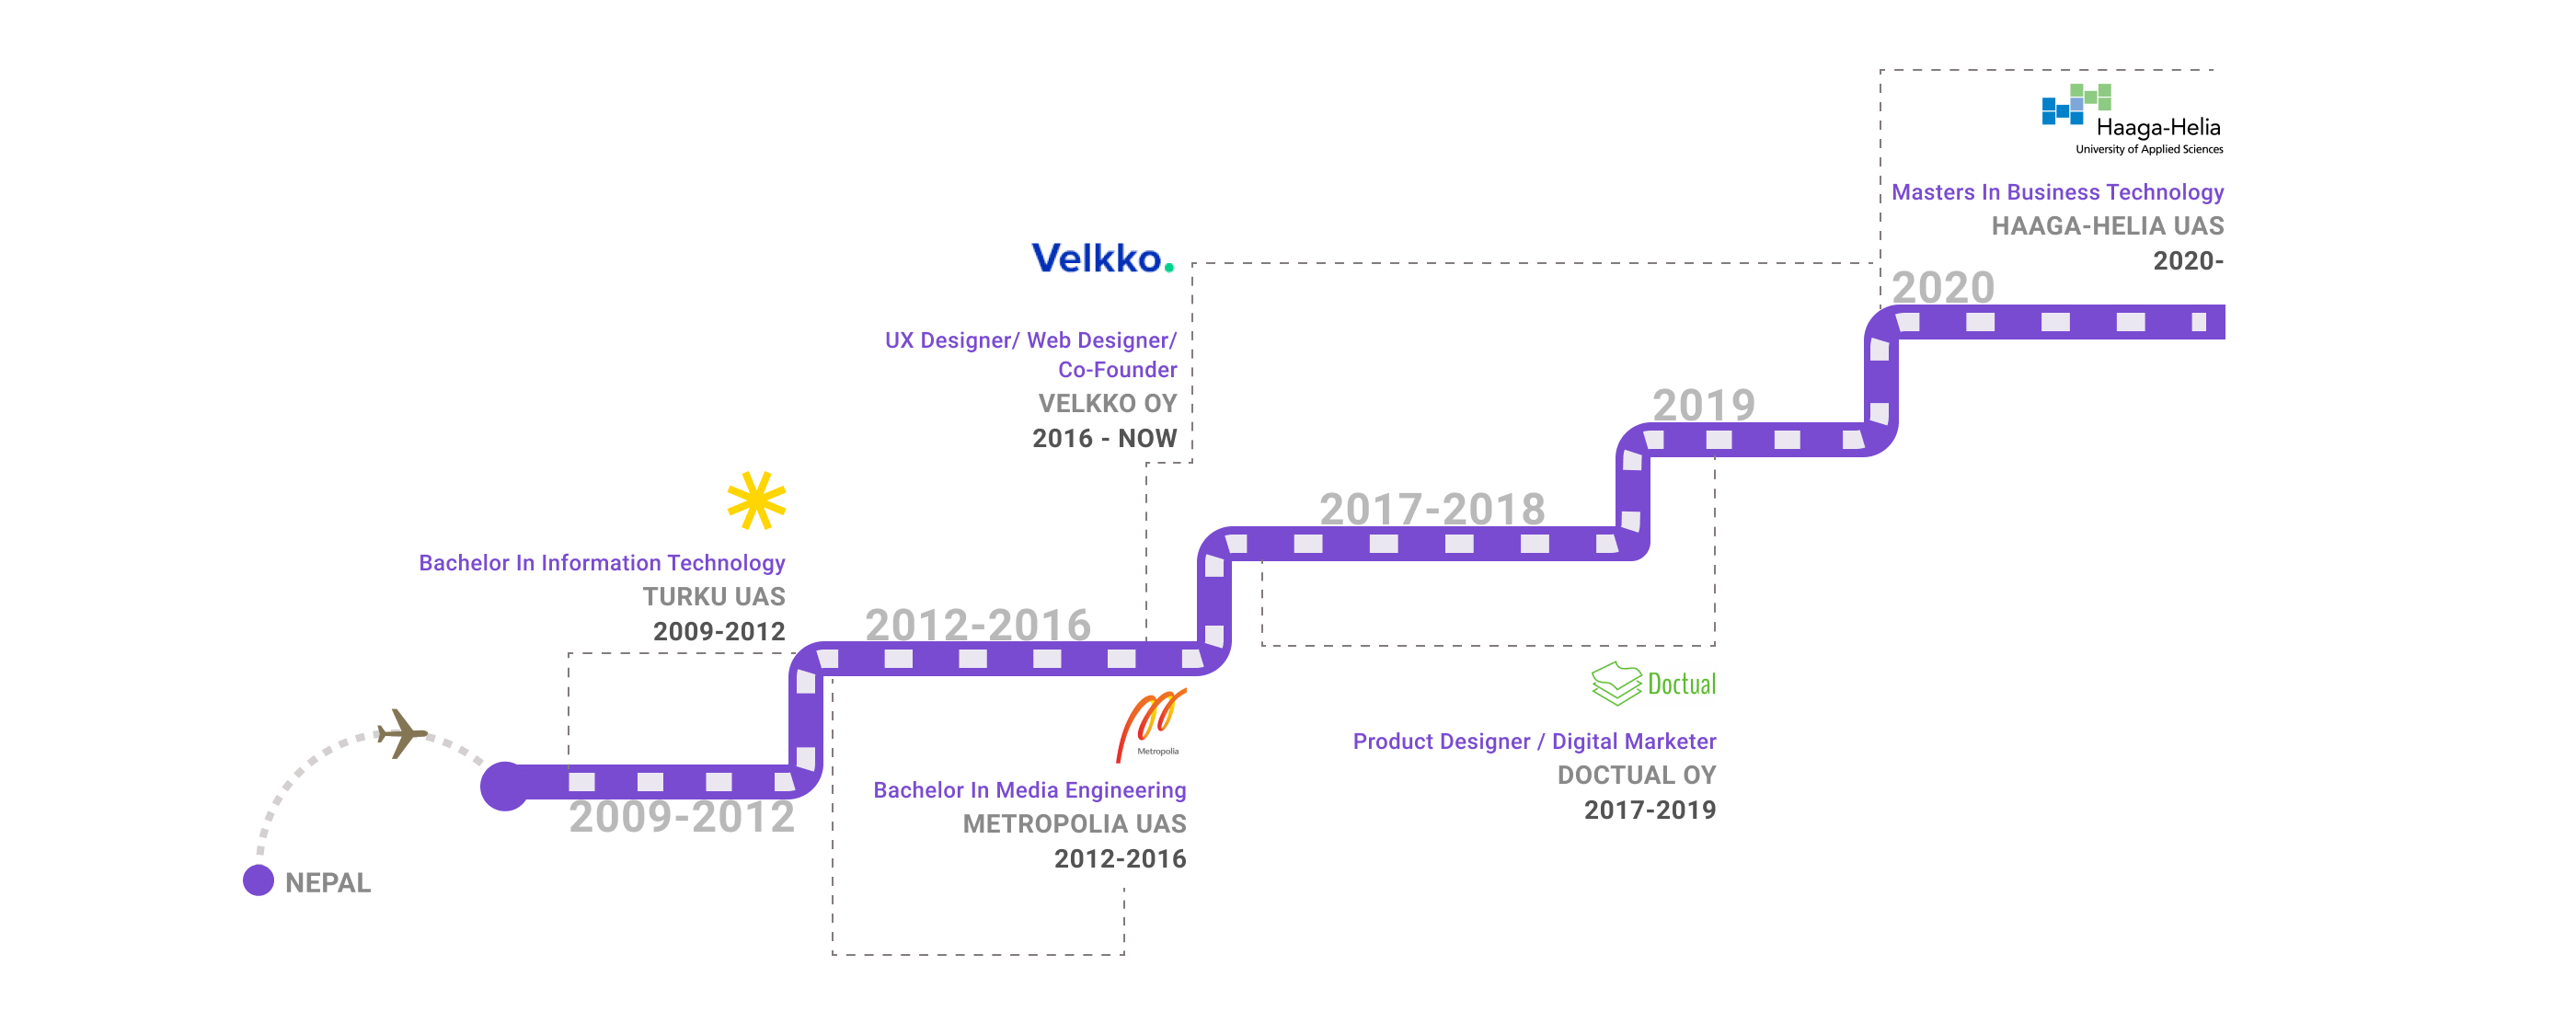 NEPAL
2009-2012
Bachelor In Information Technology
TURKU UAS
2009-2012
2012-2016
Metropolia
Bachelor In Media Engineering
METROPOLIA UAS
2012-2016
Velkko.
UX Designer/ Web Designer/
Co-Founder
VELKKO OY
2016 - NOW
2017-2018
Doctual
Product Designer / Digital Marketer
DOCTUAL OY
2017-2019
2019
2020
Haaga-Helia
University of Applied Sciences
Masters In Business Technology
HAAGA-HELIA UAS
2020-